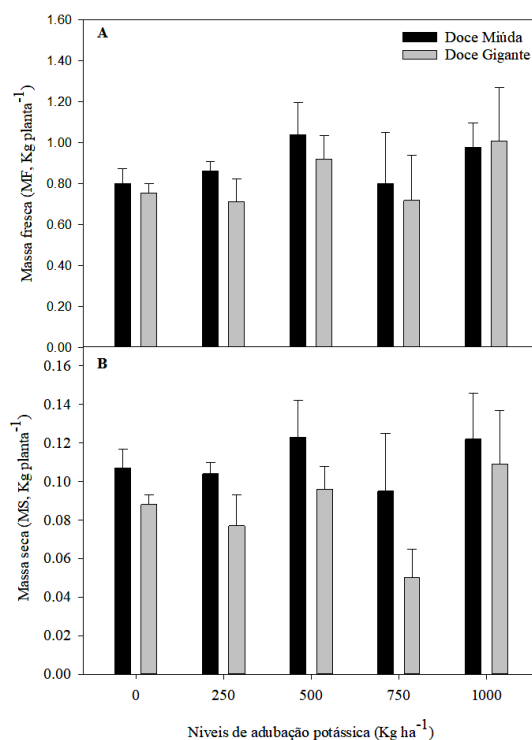 A
Doce Miúda
Doce Gigante
Massa fresca (MF, Kg planta-1)
1.60
1.40
1.20
1.00
0.80
0.60
0.40
0.20
0.00
B
Massa seca (MS, Kg planta-1)
0.16
0.14
0.12
0.10
0.08
0.06
0.04
0.02
0.00
0 250 500 750 1000
Niveis de adubação potássica (Kg ha-1)